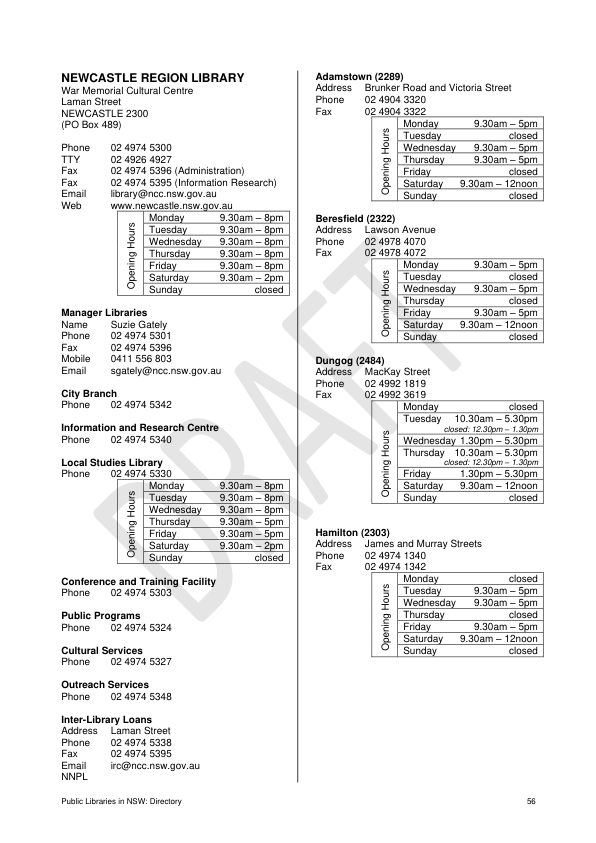 NEWCASTLE REGION LIBRARY
War Memorial Cultural Centre
Laman Street
NEWCASTLE 2300
(PO Box 489)
Phone 02 4974 5300
TTY 02 4926 4927
Fax 02 4974 5396 (Administration)
Fax 02 4974 5395 (Information Research)
Email library@ncc.nsw.gov.au
Web www.newcastle.nsw.gov.au
Opening Hours
Monday 9.30am – 8pm
Tuesday 9.30am – 8pm
Wednesday 9.30am – 8pm
Thursday 9.30am – 8pm
Friday 9.30am – 8pm
Saturday 9.30am – 2pm
Sunday closed
Manager Libraries
Name Suzie Gately
Phone 02 4974 5301
Fax 02 4974 5396
Mobile 0411 556 803
Email sgately@ncc.nsw.gov.au
City Branch
Phone 02 4974 5342
Information and Research Centre
Phone 02 4974 5340
Local Studies Library
Phone 02 4974 5330
Opening Hours
Monday 9.30am – 8pm
Tuesday 9.30am – 8pm
Wednesday 9.30am – 8pm
Thursday 9.30am – 5pm
Friday 9.30am – 5pm
Saturday 9.30am – 2pm
Sunday closed
Conference and Training Facility
Phone 02 4974 5303
Public Programs
Phone 02 4974 5324
Cultural Services
Phone 02 4974 5327
Outreach Services
Phone 02 4974 5348
Inter-Library Loans
Address Laman Street
Phone 02 4974 5338
Fax 02 4974 5395
Email irc@ncc.nsw.gov.au
NNPL
Adamstown (2289)
Address Brunker Road and Victoria Street
Phone 02 4904 3320
Fax 02 4904 3322
Opening Hours
Monday 9.30am – 5pm
Tuesday closed
Wednesday 9.30am – 5pm
Thursday 9.30am – 5pm
Friday closed
Saturday 9.30am – 12noon
Sunday closed
Beresfield (2322)
Address Lawson Avenue
Phone 02 4978 4070
Fax 02 4978 4072
Opening Hours
Monday 9.30am – 5pm
Tuesday closed
Wednesday 9.30am – 5pm
Thursday closed
Friday 9.30am – 5pm
Saturday 9.30am – 12noon
Sunday closed
Dungog (2484)
Address MacKay Street
Phone 02 4992 1819
Fax 02 4992 3619
Opening Hours
Monday closed
Tuesday 10.30am – 5.30pm
closed: 12.30pm – 1.30pm
Wednesday 1.30pm – 5.30pm
Thursday 10.30am – 5.30pm
closed: 12.30pm – 1.30pm
Friday 1.30pm – 5.30pm
Saturday 9.30am – 12noon
Sunday closed
Hamilton (2303)
Address James and Murray Streets
Phone 02 4974 1340
Fax 02 4974 1342
Opening Hours
Monday closed
Tuesday 9.30am – 5pm
Wednesday 9.30am – 5pm
Thursday closed
Friday 9.30am – 5pm
Saturday 9.30am – 12noon
Sunday closed
DRAFT
Public Libraries in NSW: Directory 56